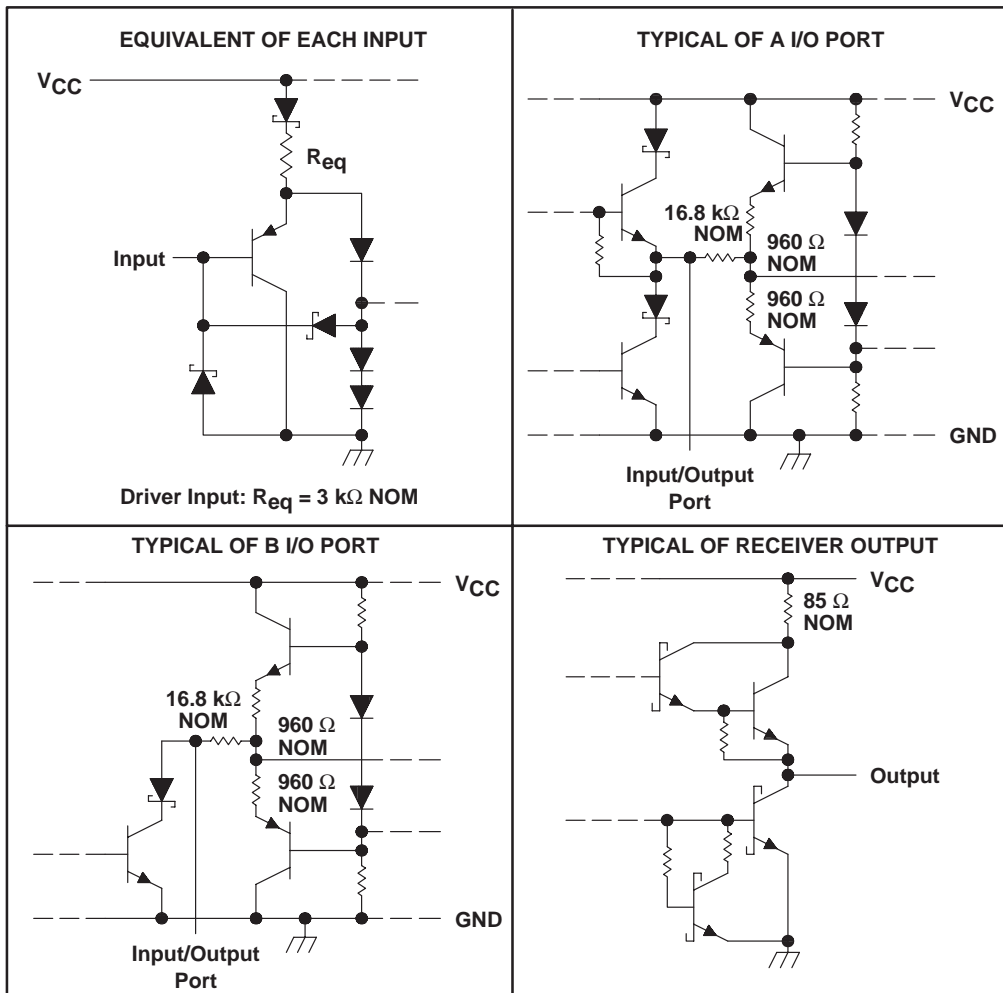 EQUIVALENT OF EACH INPUT
VCC
Req
Input
Driver Input: Req = 3 kΩ NOM
TYPICAL OF A I/O PORT
VCC
16.8 kΩ
NOM
960 Ω
NOM
960 Ω
NOM
GND
Input/Output
Port
TYPICAL OF B I/O PORT
VCC
16.8 kΩ
NOM
960 Ω
NOM
960 Ω
NOM
GND
Input/Output
Port
TYPICAL OF RECEIVER OUTPUT
VCC
85 Ω
NOM
Output